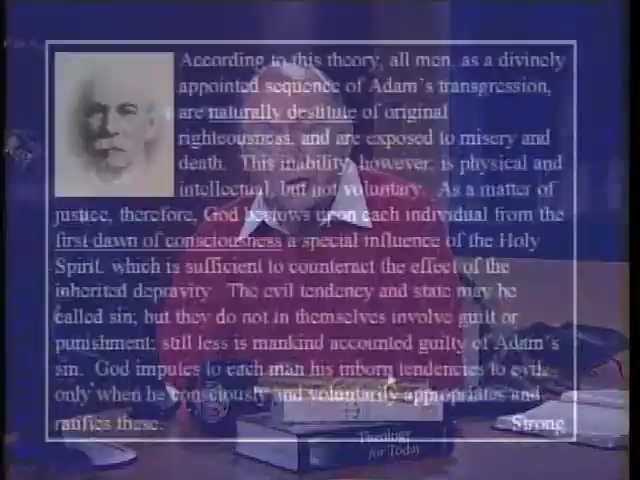 According to this theory, all men, as a divinely
appointed sequence of Adam's transgression,
are naturally destitute of original
righteousness, and are exposed to misery and
death. This inability, however, is physical and
intellectual, but not voluntary. As a matter of
justice, therefore, God bestows upon each individual from the
first dawn of consciousness a special influence of the Holy
Spirit, which is sufficient to counteract the effect of the
inherited depravity. The evil tendency and state may be
called sin; but they do not in themselves involve guilt or
punishment; still less is mankind accounted guilty of Adam's
sin. God imputes to each man his inborn tendencies to evil
only when he consciously and voluntarily appropriates and
ratifies these. Strong
Theology
for Today